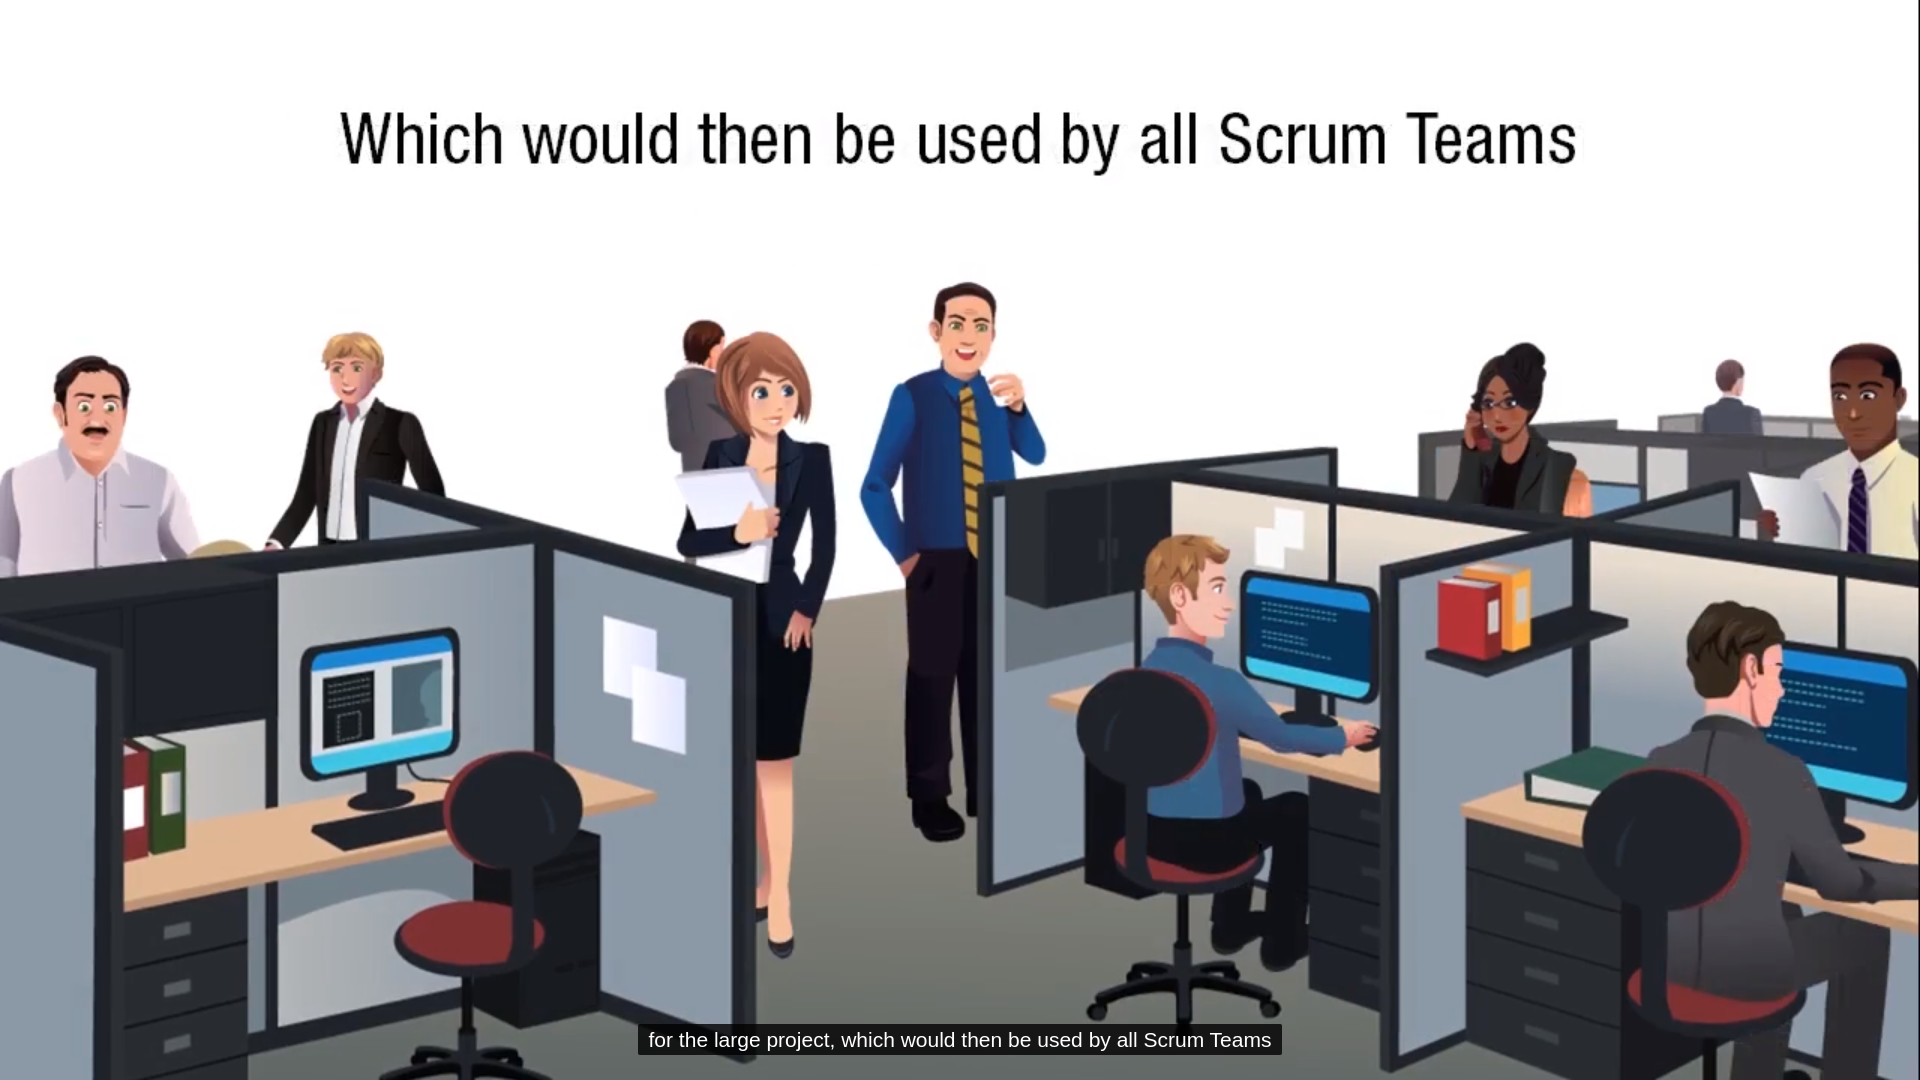 Which would then be used by all Scrum Teams
for the large project, which would then be used by all Scrum Teams